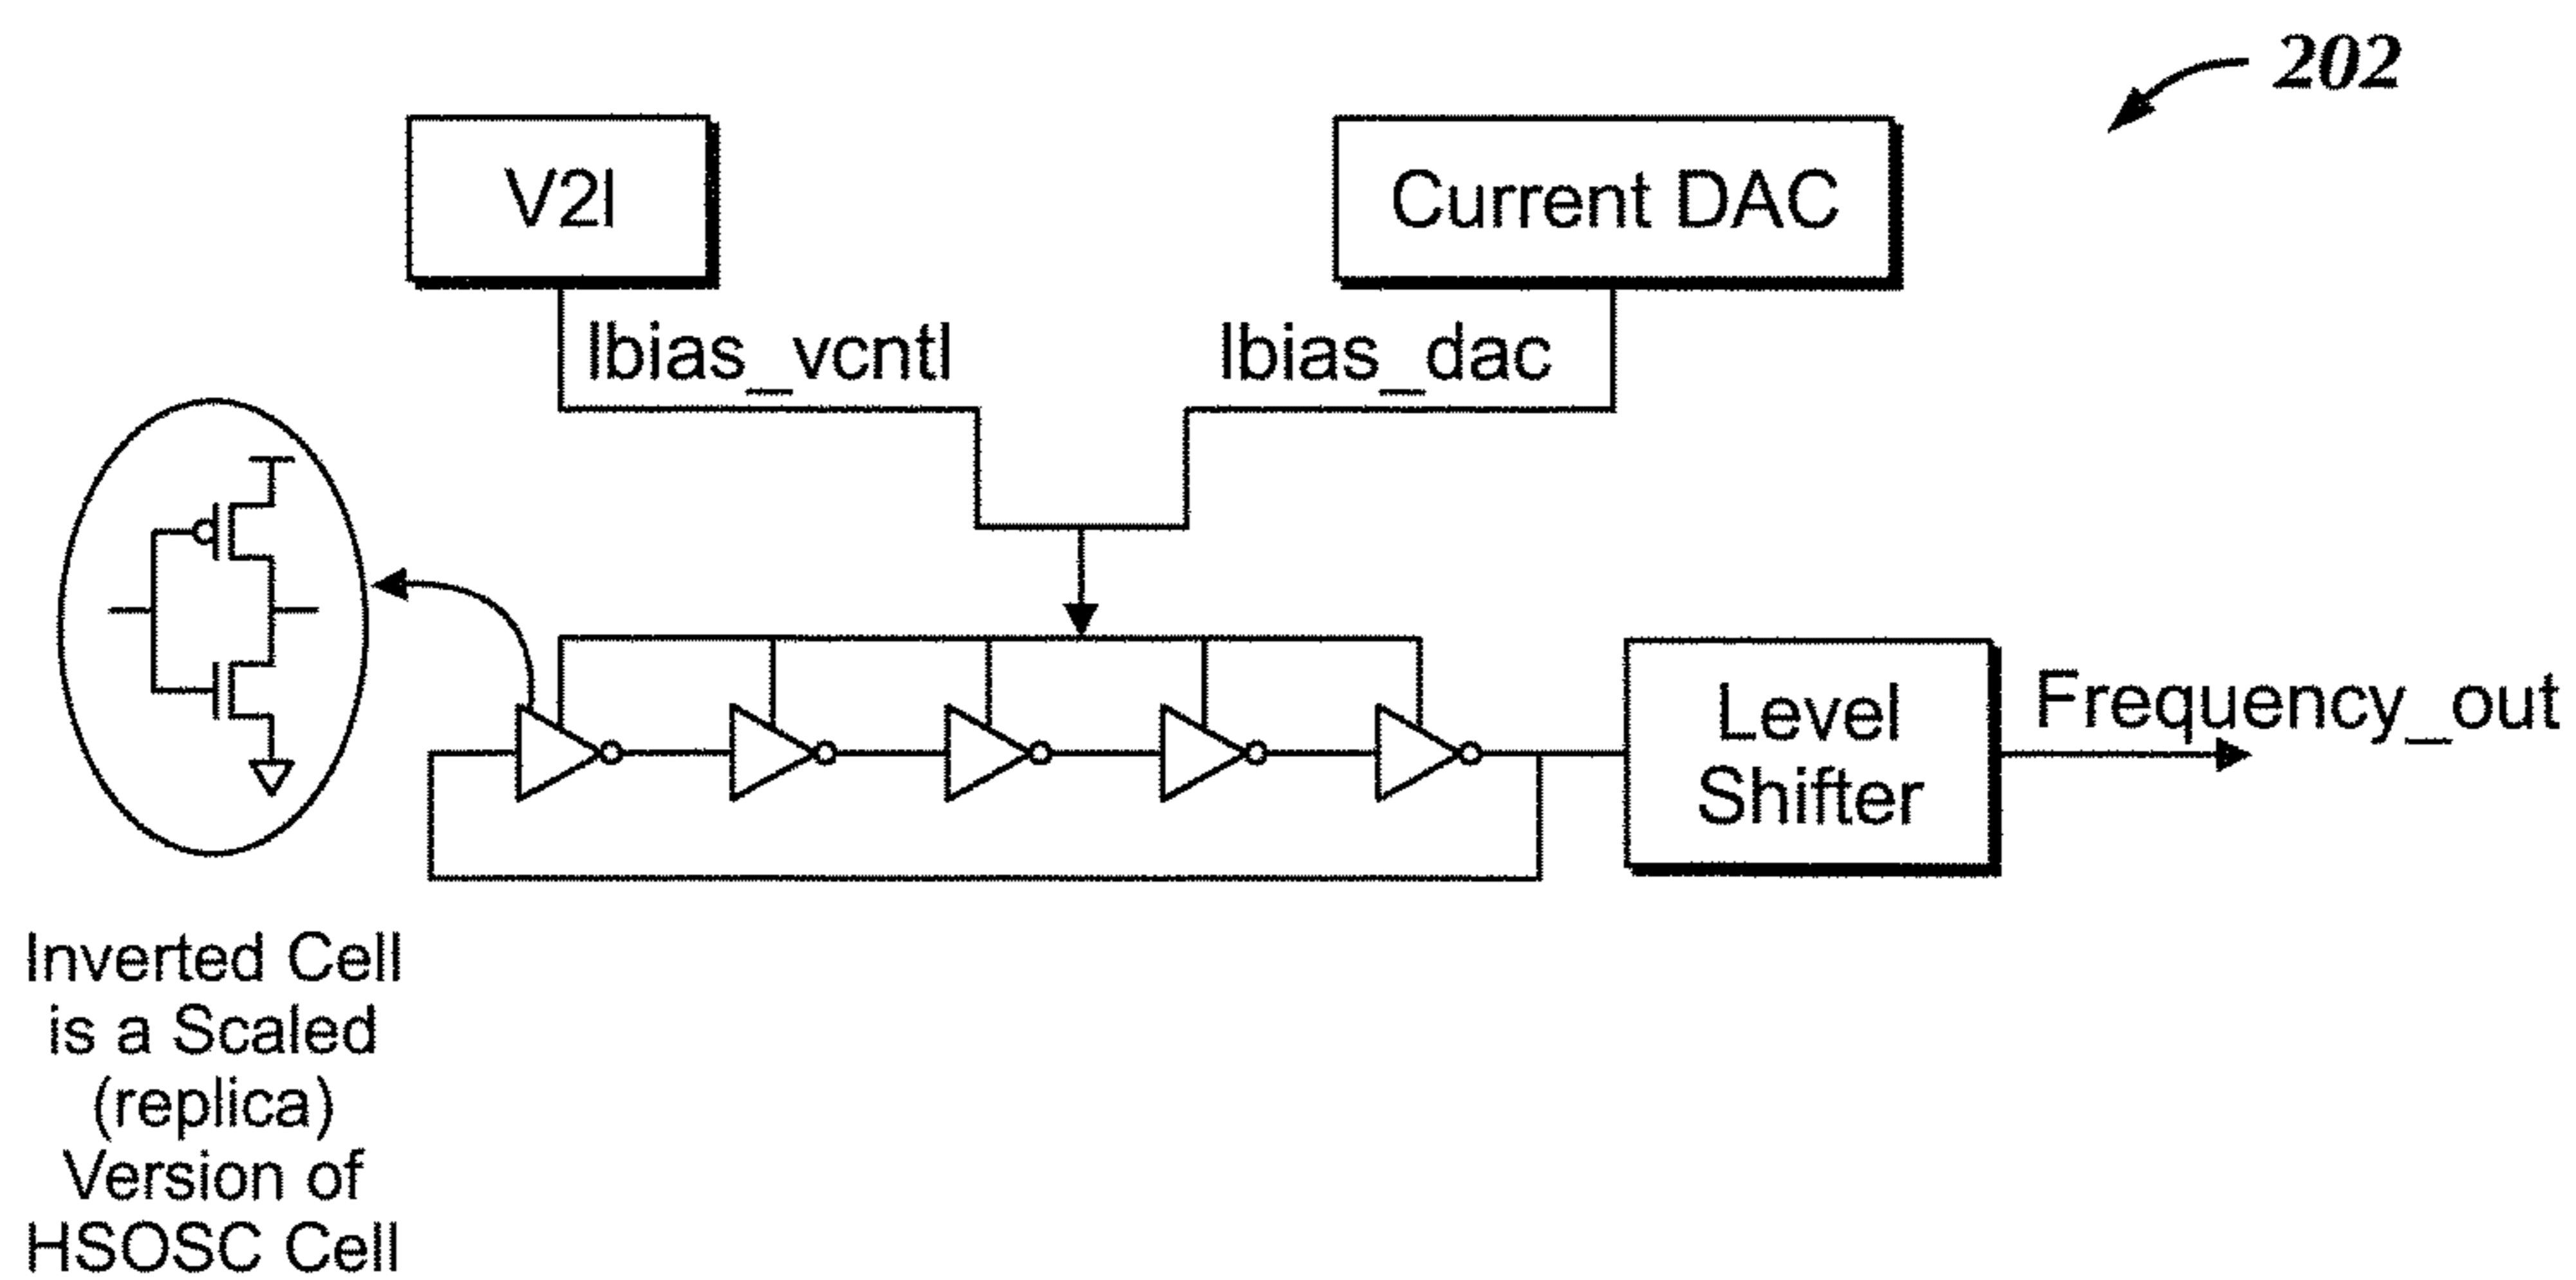 202
V2I
Current DAC
Ibias_vcntl
Ibias_dac
Level
Shifter
Frequency_out
Inverted Cell
is a Scaled
(replica)
Version of
HSOSC Cell